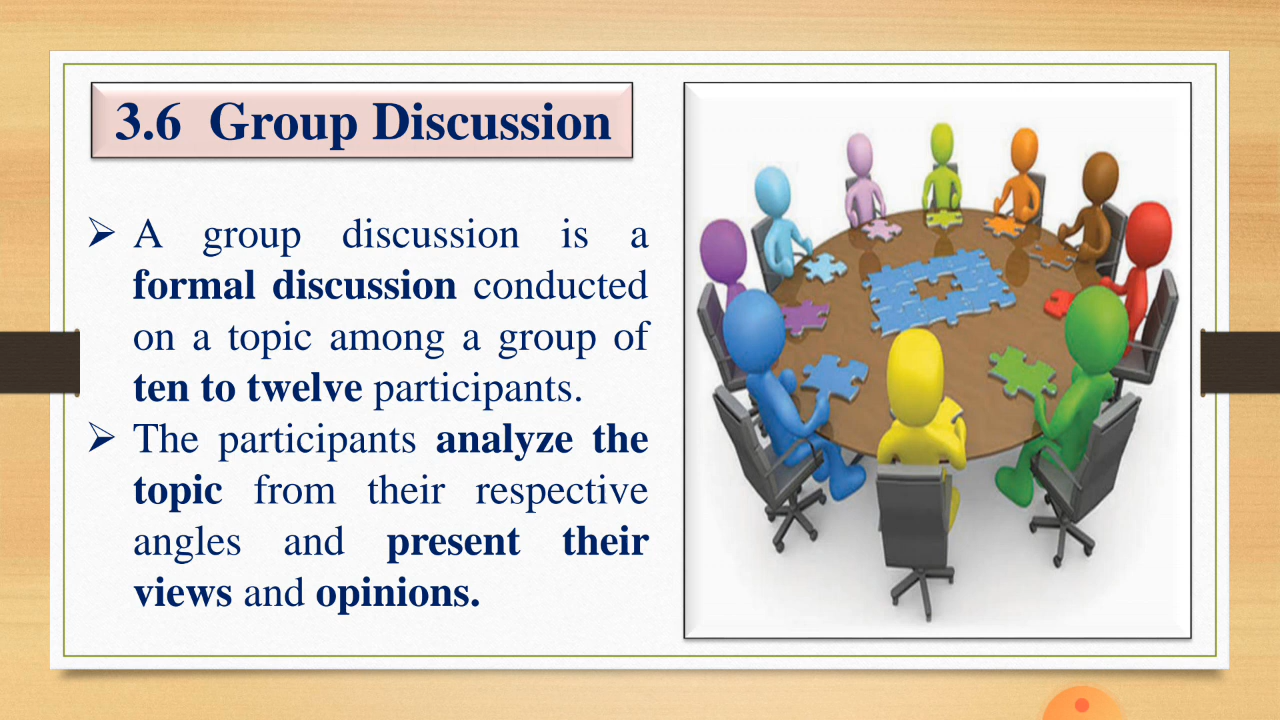 3.6 Group Discussion
➢ A group discussion is a
formal discussion conducted
on a topic among a group of
ten to twelve participants.
➢ The participants analyze the
topic from their respective
angles and present their
views and opinions.